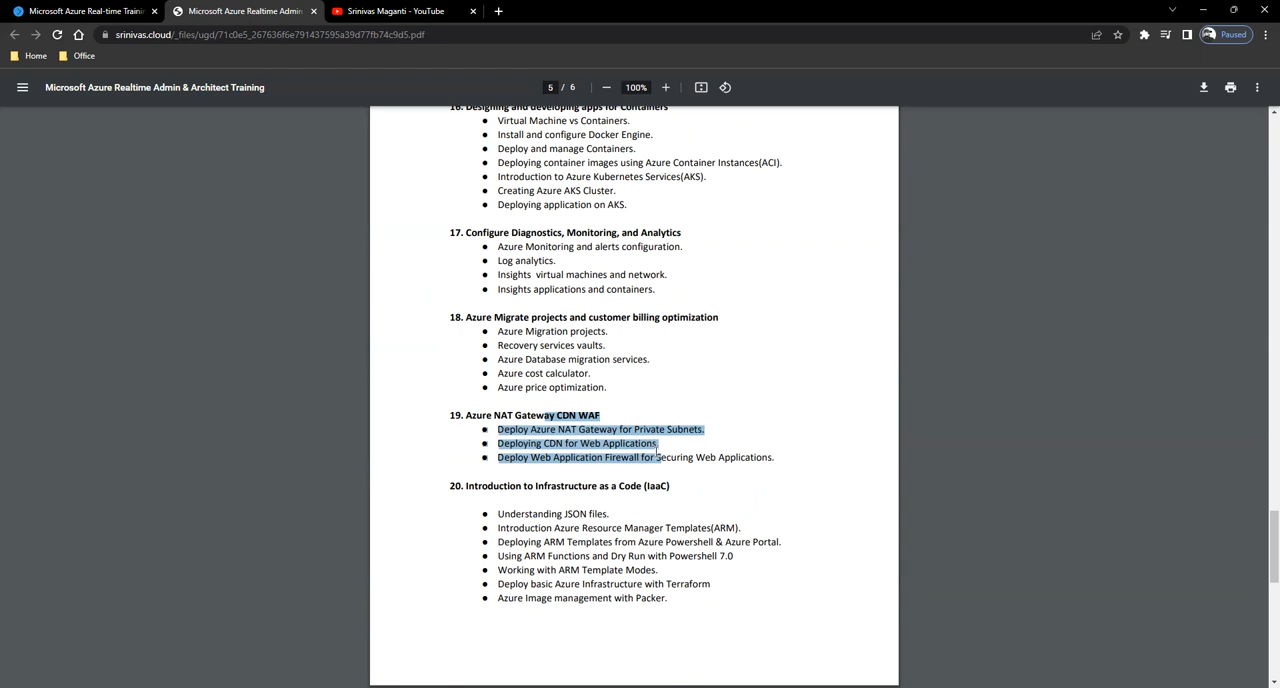 Microsoft Azure Real-time Trainin
Microsoft Azure Realtime Admin
Srinivas Maganti - YouTube
srinivas.cloud/_files/ugd/71c0e5_267636f6e791437595a39d77fb74c9d5.pdf
Paused
Home
Office
Microsoft Azure Realtime Admin & Architect Training
5 / 6
100%
16. Designing and developing apps for Containers
● Virtual Machine vs Containers.
● Install and configure Docker Engine.
● Deploy and manage Containers.
● Deploying container images using Azure Container Instances(ACI).
● Introduction to Azure Kubernetes Services(AKS).
● Creating Azure AKS Cluster.
● Deploying application on AKS.
17. Configure Diagnostics, Monitoring, and Analytics
● Azure Monitoring and alerts configuration.
● Log analytics.
● Insights virtual machines and network.
● Insights applications and containers.
18. Azure Migrate projects and customer billing optimization
● Azure Migration projects.
● Recovery services vaults.
● Azure Database migration services.
● Azure cost calculator.
● Azure price optimization.
19. Azure NAT Gateway CDN WAF
● Deploy Azure NAT Gateway for Private Subnets.
● Deploying CDN for Web Applications.
● Deploy Web Application Firewall for Securing Web Applications.
20. Introduction to Infrastructure as a Code (IaaC)
● Understanding JSON files.
● Introduction Azure Resource Manager Templates(ARM).
● Deploying ARM Templates from Azure Powershell & Azure Portal.
● Using ARM Functions and Dry Run with Powershell 7.0
● Working with ARM Template Modes.
● Deploy basic Azure Infrastructure with Terraform
● Azure Image management with Packer.